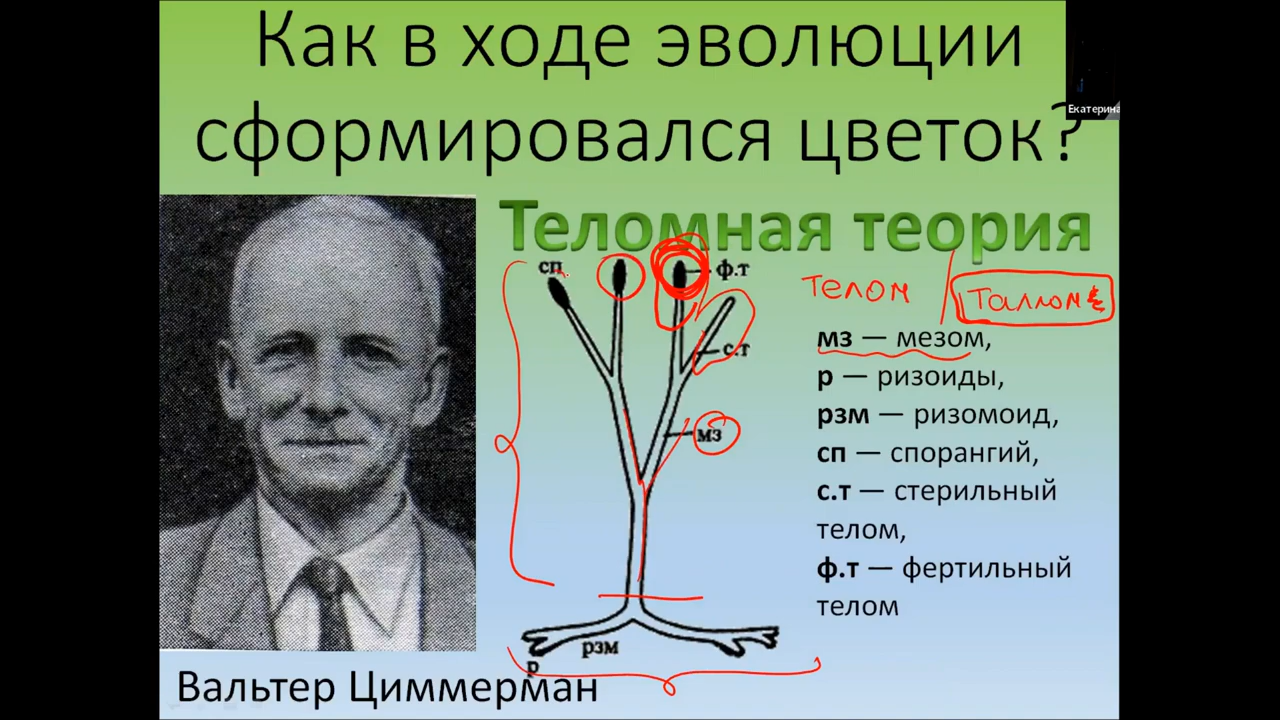 Как в ходе эволюции
сформировался цветок?
Екатерина
Теломная теория
сп
ф.т
с.т
мз
рзм
р
телом
Таллом
мз — мезом,
р — ризоиды,
рзм — ризомоид,
сп — спорангий,
с.т — стерильный
телом,
ф.т — фертильный
телом
Вальтер Циммерман